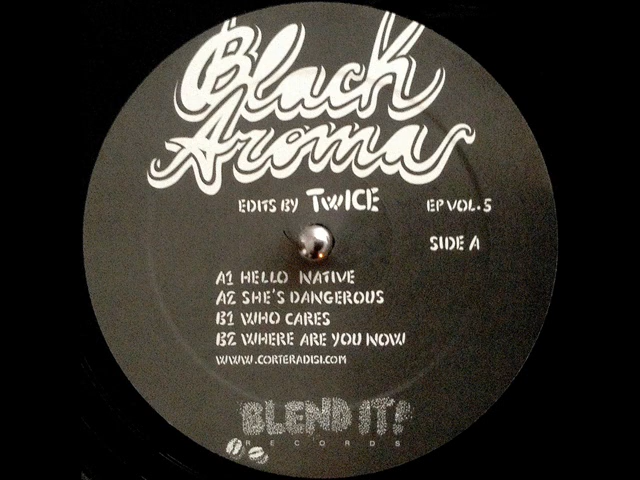 Black
Aroma
EDITS BY TWICE
EP VOL.5
SIDE A
A1 HELLO NATIVE
A2 SHE'S DANGEROUS
B1 WHO CARES
B2 WHERE ARE YOU NOW
WWW.CORTERADISI.COM
BLEND IT!
RECORDS